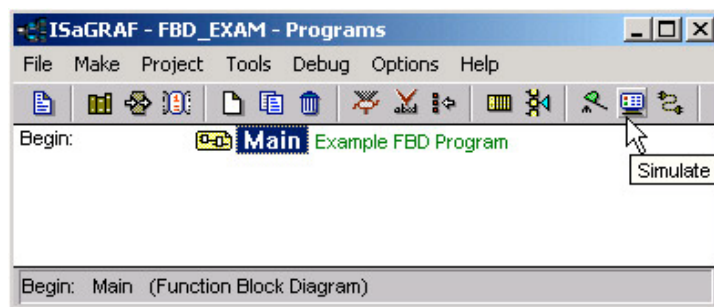 ISaGRAF - FBD_EXAM - Programs
File Make Project Tools Debug Options Help
Begin: Main Example FBD Program
Simulate
Begin: Main (Function Block Diagram)